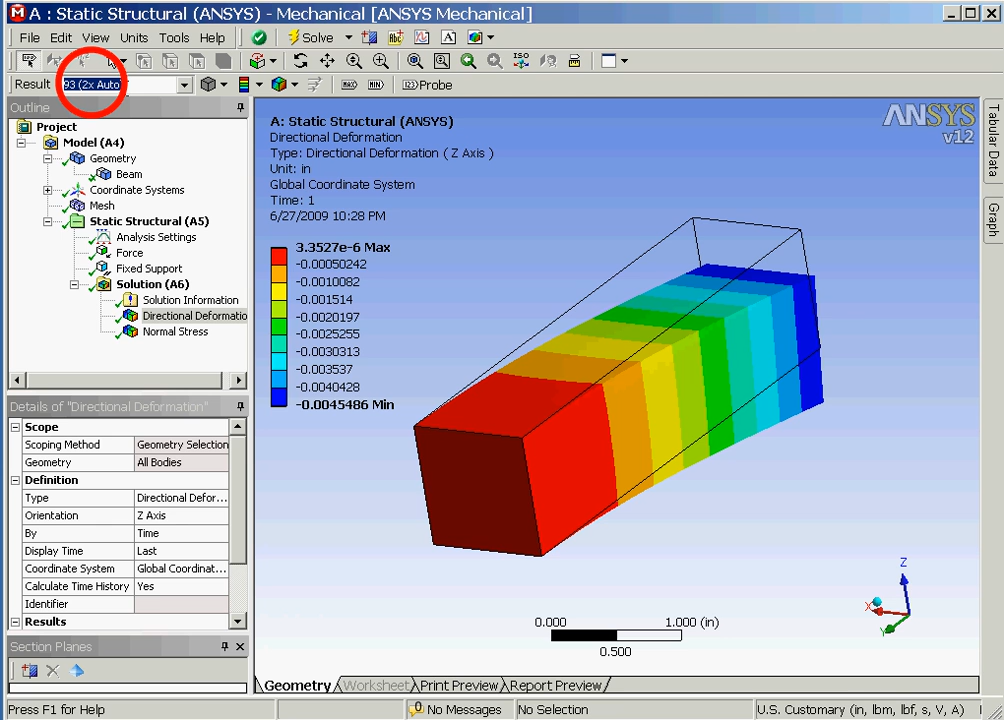 A : Static Structural (ANSYS) - Mechanical [ANSYS Mechanical]
File Edit View Units Tools Help Solve
ISO
Result 93 (2x Auto) MAX MIN Probe
Outline
Project
Model (A4)
Geometry
Beam
Coordinate Systems
Mesh
Static Structural (A5)
Analysis Settings
Force
Fixed Support
Solution (A6)
Solution Information
Directional Deformatio
Normal Stress
Details of "Directional Deformation"
Scope
Scoping Method Geometry Selection
Geometry All Bodies
Definition
Type Directional Defor...
Orientation Z Axis
By Time
Display Time Last
Coordinate System Global Coordinat...
Calculate Time History Yes
Identifier
Results
Section Planes
A: Static Structural (ANSYS)
Directional Deformation
Type: Directional Deformation ( Z Axis )
Unit: in
Global Coordinate System
Time: 1
6/27/2009 10:28 PM
3.3527e-6 Max
-0.00050242
-0.0010082
-0.001514
-0.0020197
-0.0025255
-0.0030313
-0.003537
-0.0040428
-0.0045486 Min
ANSYS
v12
Z
X
Y
0.000 1.000 (in)
0.500
Geometry Worksheet Print Preview Report Preview
Tabular Data
Graph
Press F1 for Help No Messages No Selection U.S. Customary (in, lbm, lbf, s, V, A)